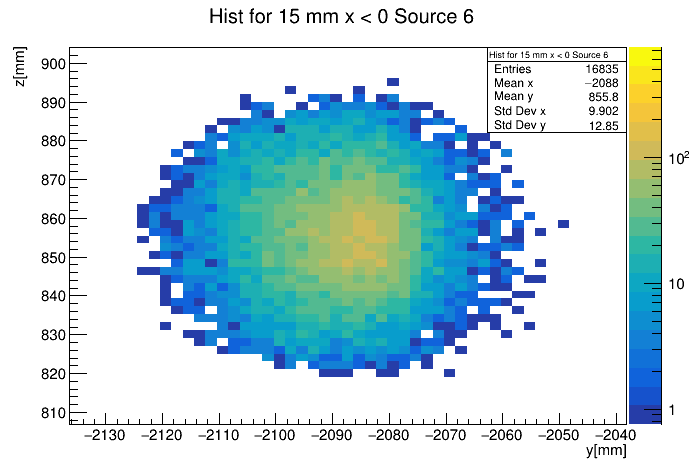 Hist for 15 mm x < 0 Source 6
z[mm]
Hist for 15 mm x < 0 Source 6
Entries 16835
Mean x −2088
Mean y 855.8
Std Dev x 9.902
Std Dev y 12.85
900
890
880
870
860
850
840
830
820
810
10²
10
1
−2130 −2120 −2110 −2100 −2090 −2080 −2070 −2060 −2050 −2040
y[mm]